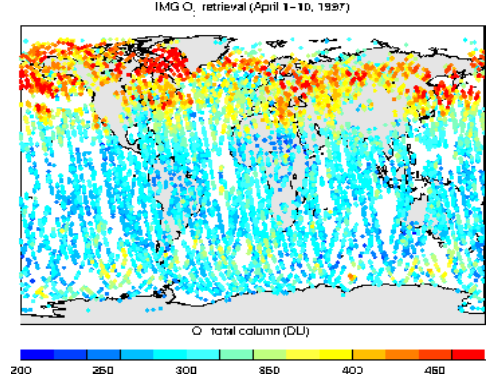 IMG O₃ retrieval (April 1-10, 1997)
O₃ total column (DU)
200 250 300 350 400 450